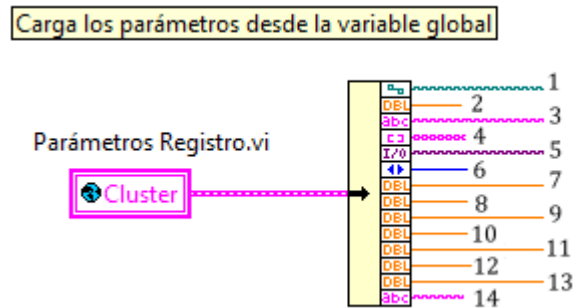 Carga los parámetros desde la variable global
1
DBL 2
abc 3
4
Parámetros Registro.vi
I/O 5
6
Cluster
DBL 7
DBL 8
DBL 9
DBL 10
DBL 11
DBL 12
DBL 13
abc 14